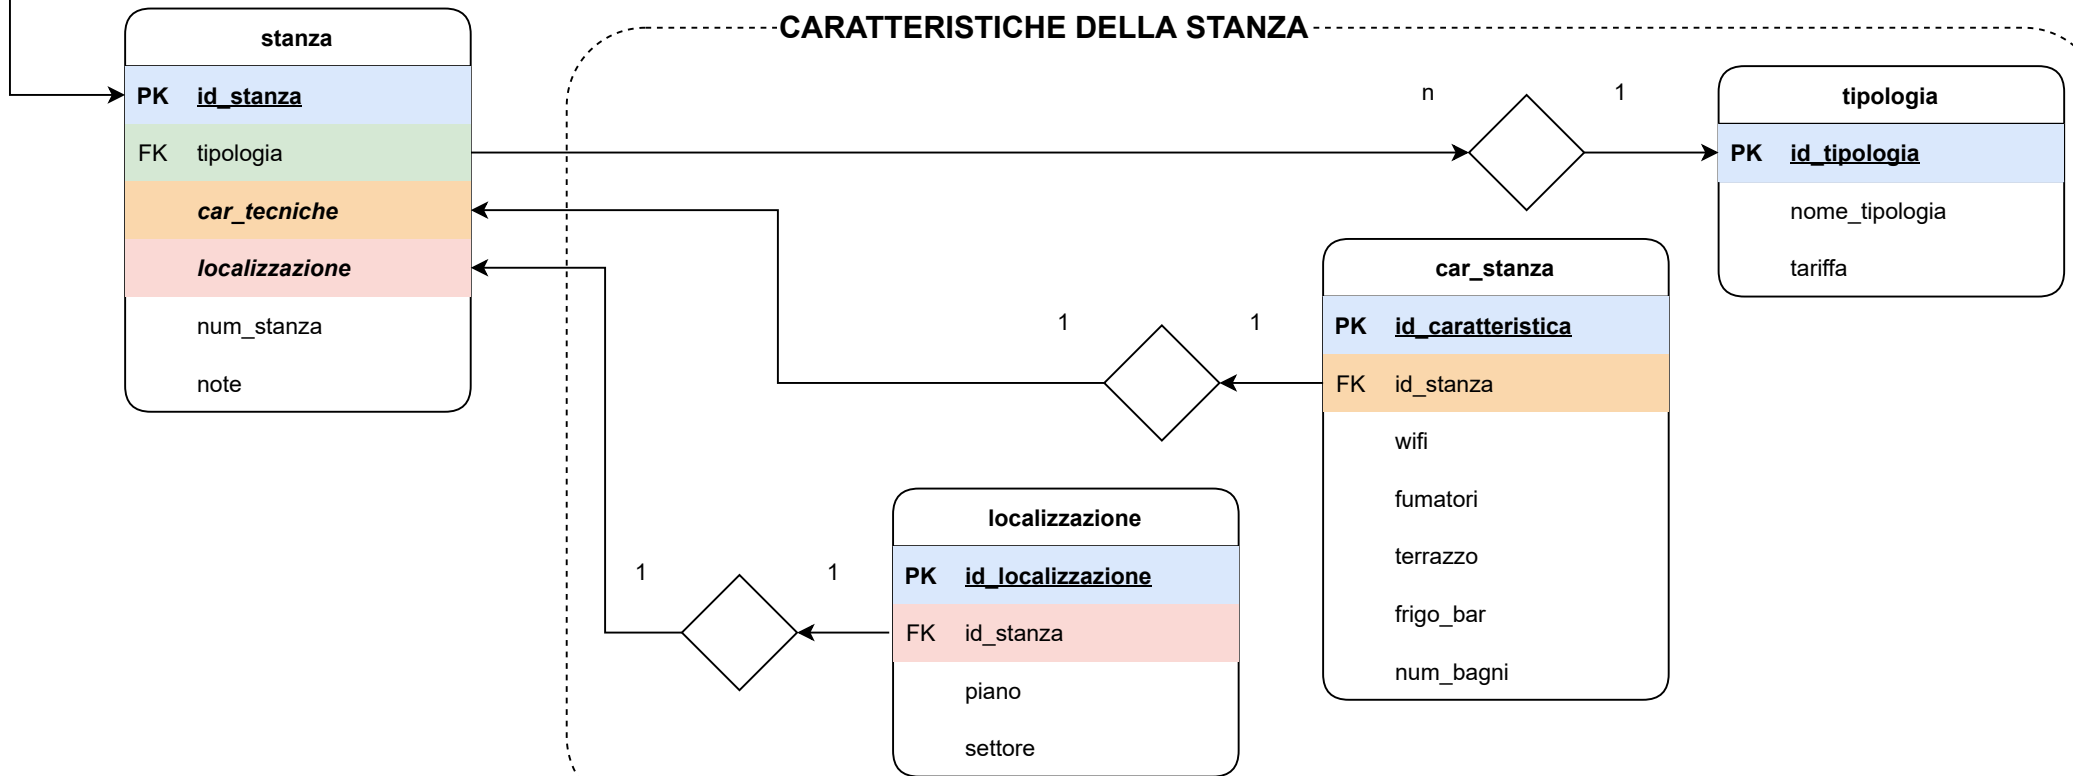 CARATTERISTICHE DELLA STANZA
stanza
PK id_stanza
FK tipologia
car_tecniche
localizzazione
num_stanza
note
n
1
tipologia
PK id_tipologia
nome_tipologia
tariffa
1
1
car_stanza
PK id_caratteristica
FK id_stanza
wifi
fumatori
terrazzo
frigo_bar
num_bagni
1
1
localizzazione
PK id_localizzazione
FK id_stanza
piano
settore